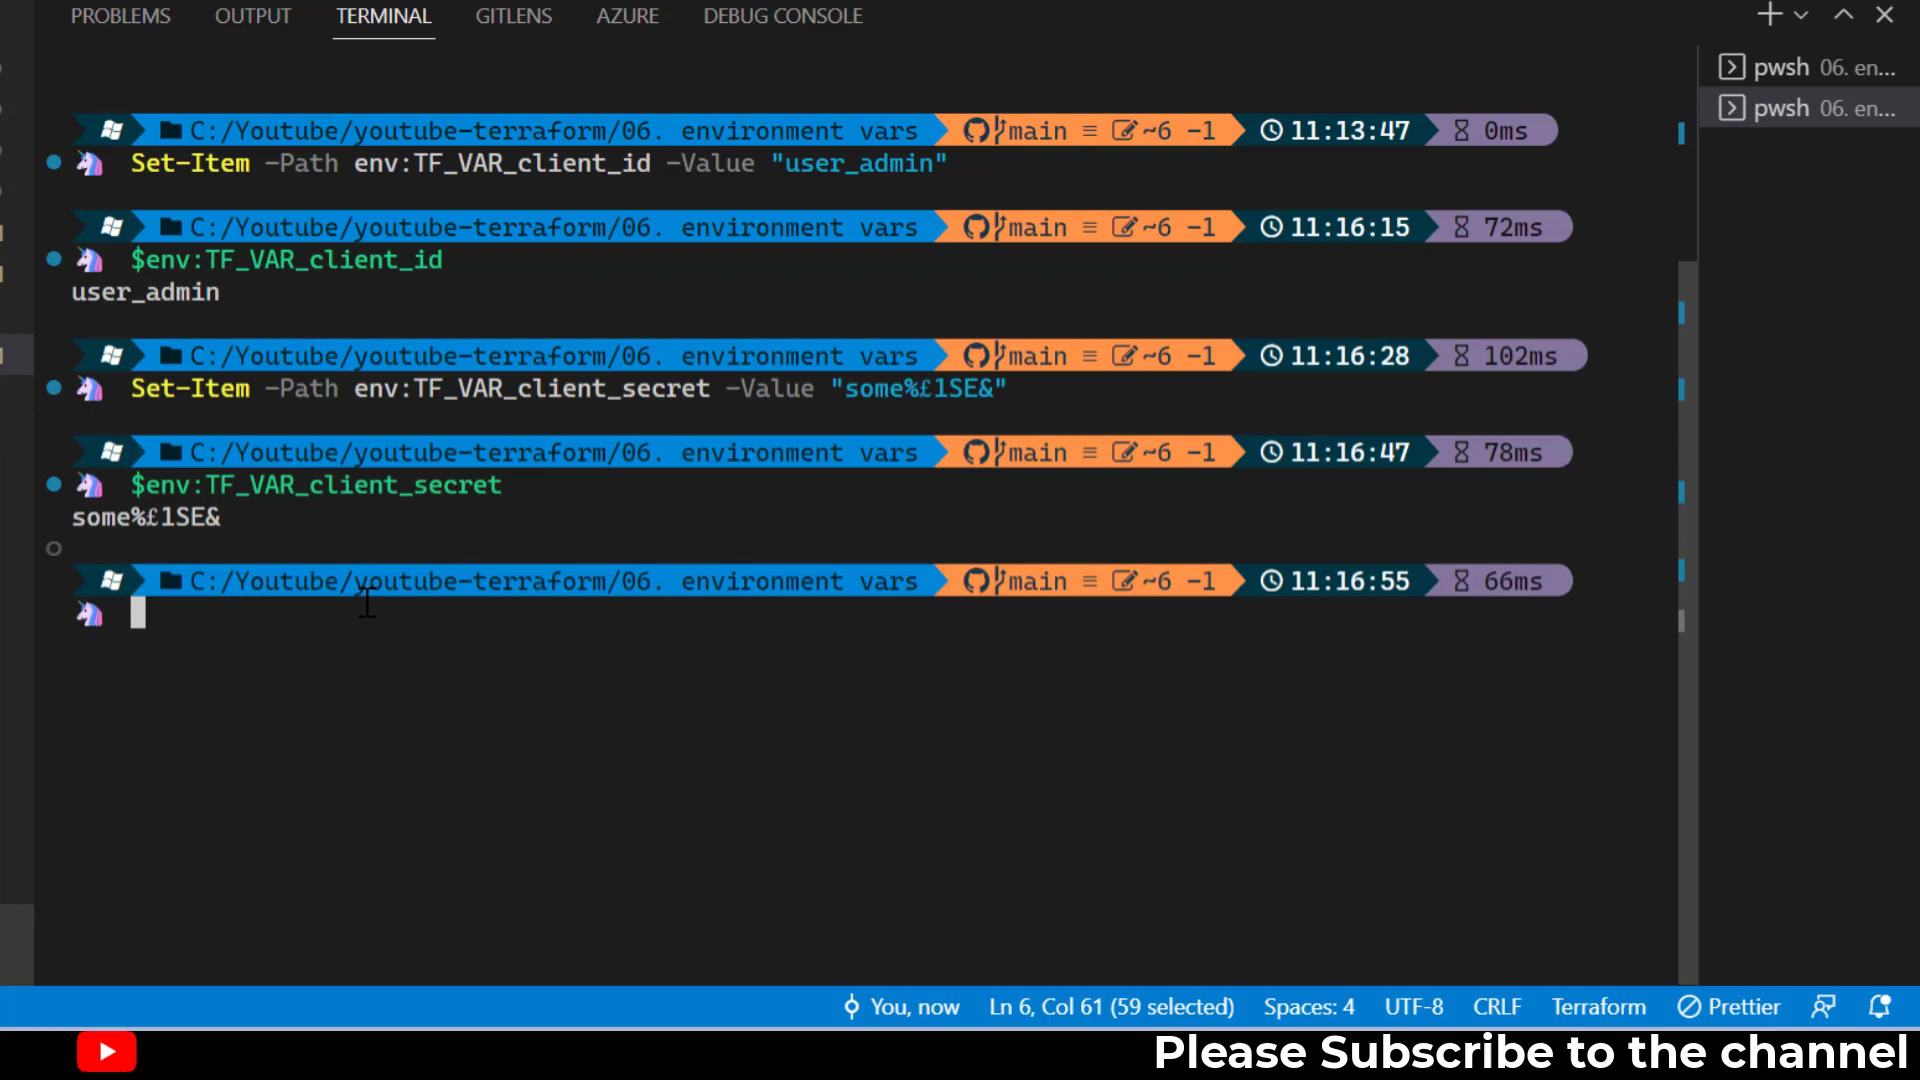 PROBLEMS OUTPUT TERMINAL GITLENS AZURE DEBUG CONSOLE
pwsh 06. en...
pwsh 06. en...
C:/Youtube/youtube-terraform/06. environment vars main ≡ ~6 -1 11:13:47 0ms
Set-Item -Path env:TF_VAR_client_id -Value "user_admin"
C:/Youtube/youtube-terraform/06. environment vars main ≡ ~6 -1 11:16:15 72ms
$env:TF_VAR_client_id
user_admin
C:/Youtube/youtube-terraform/06. environment vars main ≡ ~6 -1 11:16:28 102ms
Set-Item -Path env:TF_VAR_client_secret -Value "some%£1SE&"
C:/Youtube/youtube-terraform/06. environment vars main ≡ ~6 -1 11:16:47 78ms
$env:TF_VAR_client_secret
some%£1SE&
C:/Youtube/youtube-terraform/06. environment vars main ≡ ~6 -1 11:16:55 66ms
You, now Ln 6, Col 61 (59 selected) Spaces: 4 UTF-8 CRLF Terraform Prettier
Please Subscribe to the channel